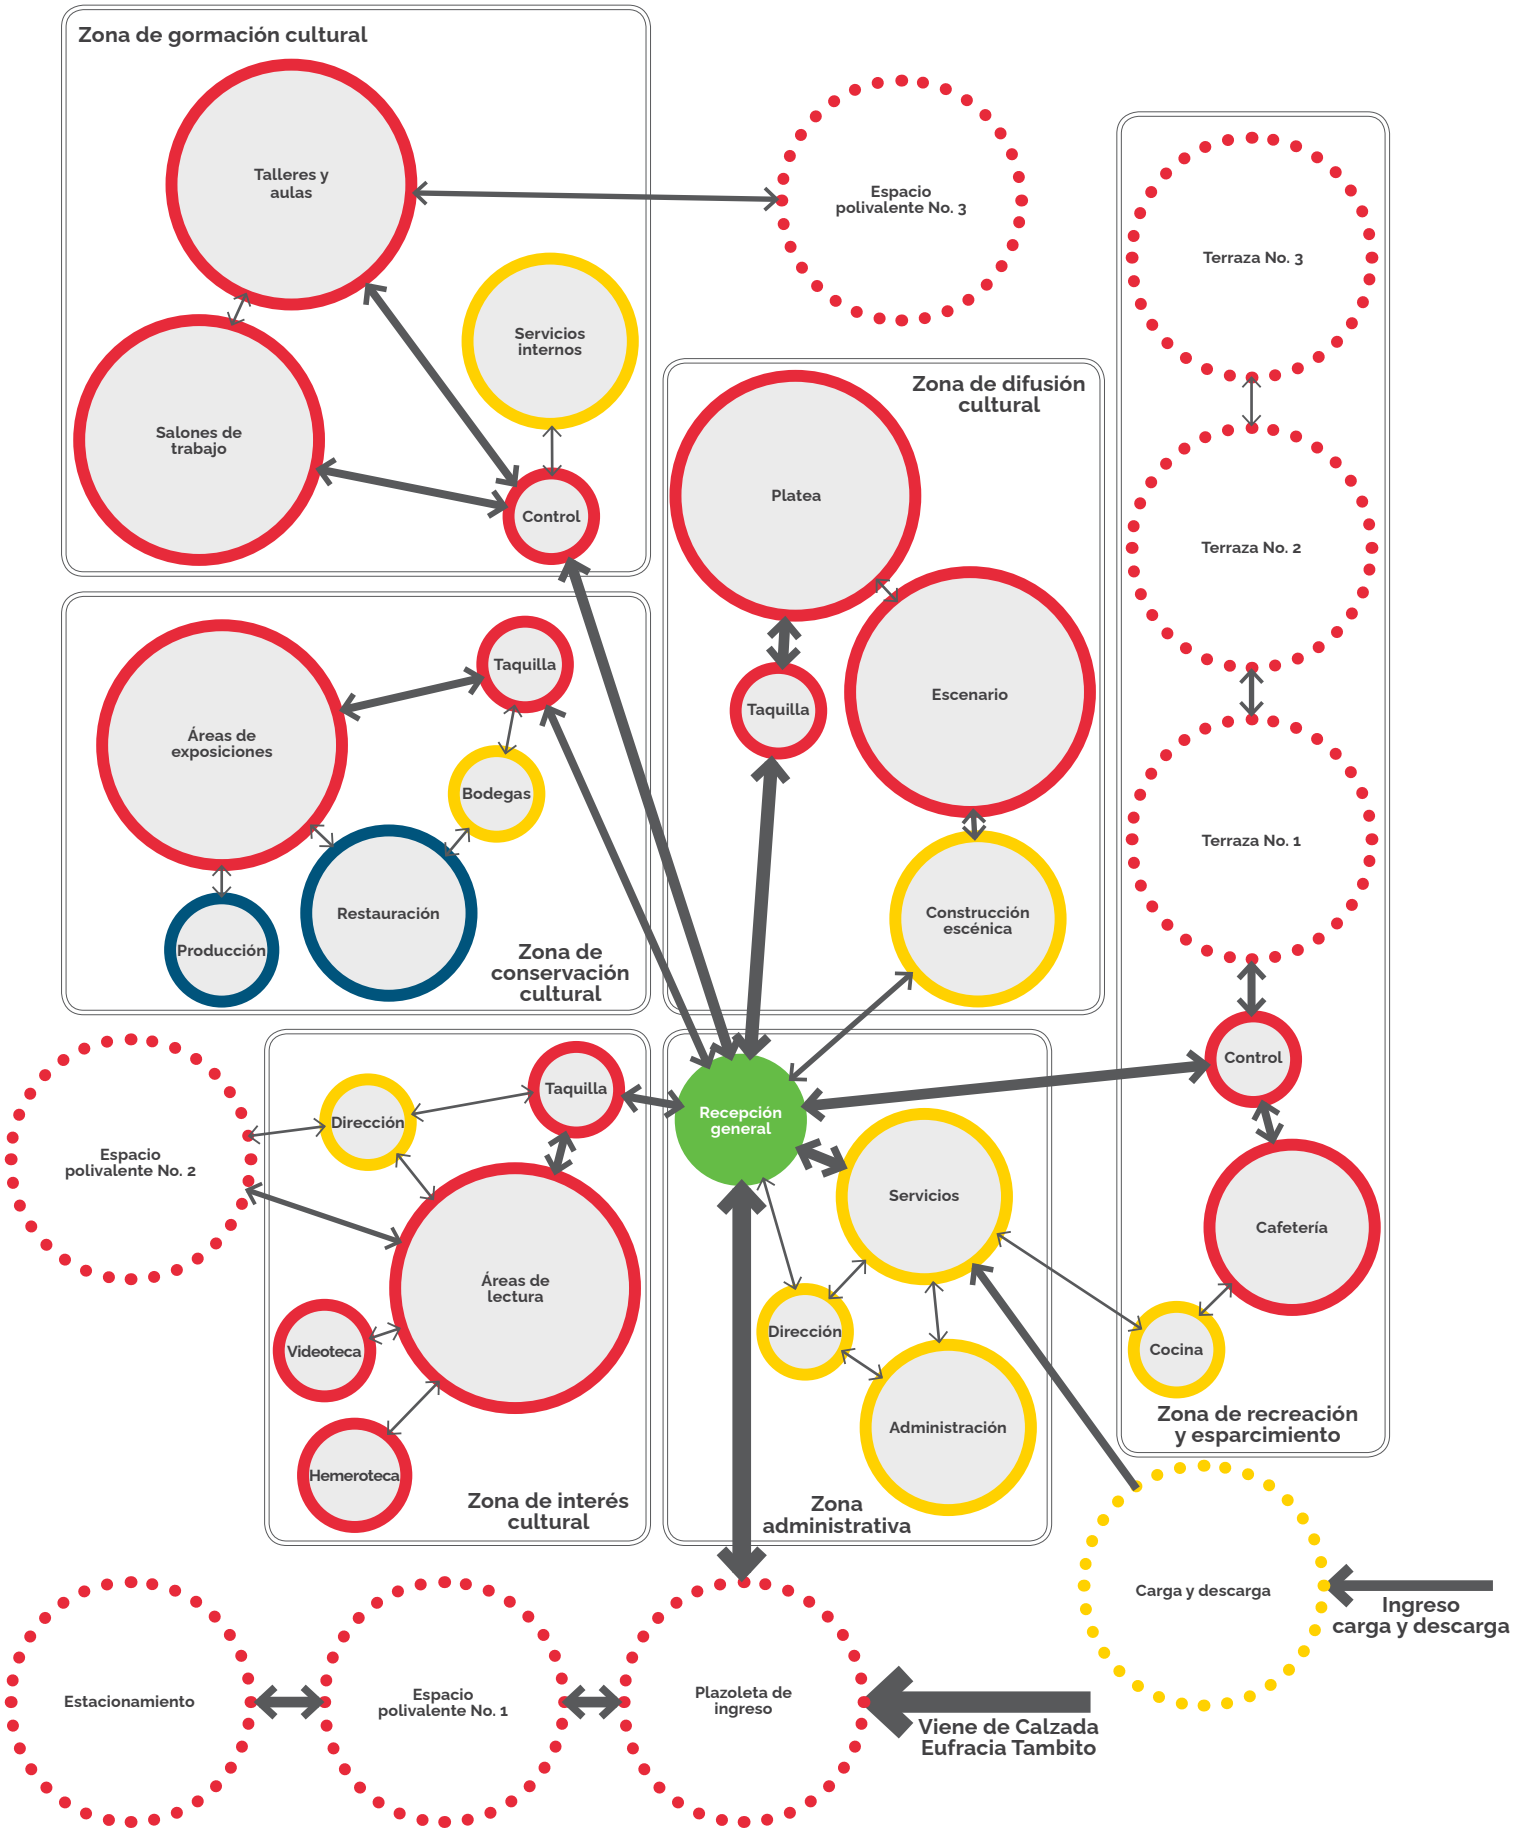 Zona de gormación cultural
Talleres y
aulas
Servicios
internos
Salones de
trabajo
Control
Espacio
polivalente No. 3
Zona de difusión
cultural
Platea
Escenario
Taquilla
Construcción
escénica
Terraza No. 3
Terraza No. 2
Terraza No. 1
Control
Cafetería
Cocina
Zona de recreación
y esparcimiento
Taquilla
Áreas de
exposiciones
Bodegas
Restauración
Producción
Zona de
conservación
cultural
Espacio
polivalente No. 2
Dirección
Taquilla
Áreas de
lectura
Videoteca
Hemeroteca
Zona de interés
cultural
Recepción
general
Servicios
Dirección
Administración
Zona
administrativa
Carga y descarga
Ingreso
carga y descarga
Estacionamiento
Espacio
polivalente No. 1
Plazoleta de
ingreso
Viene de Calzada
Eufracia Tambito